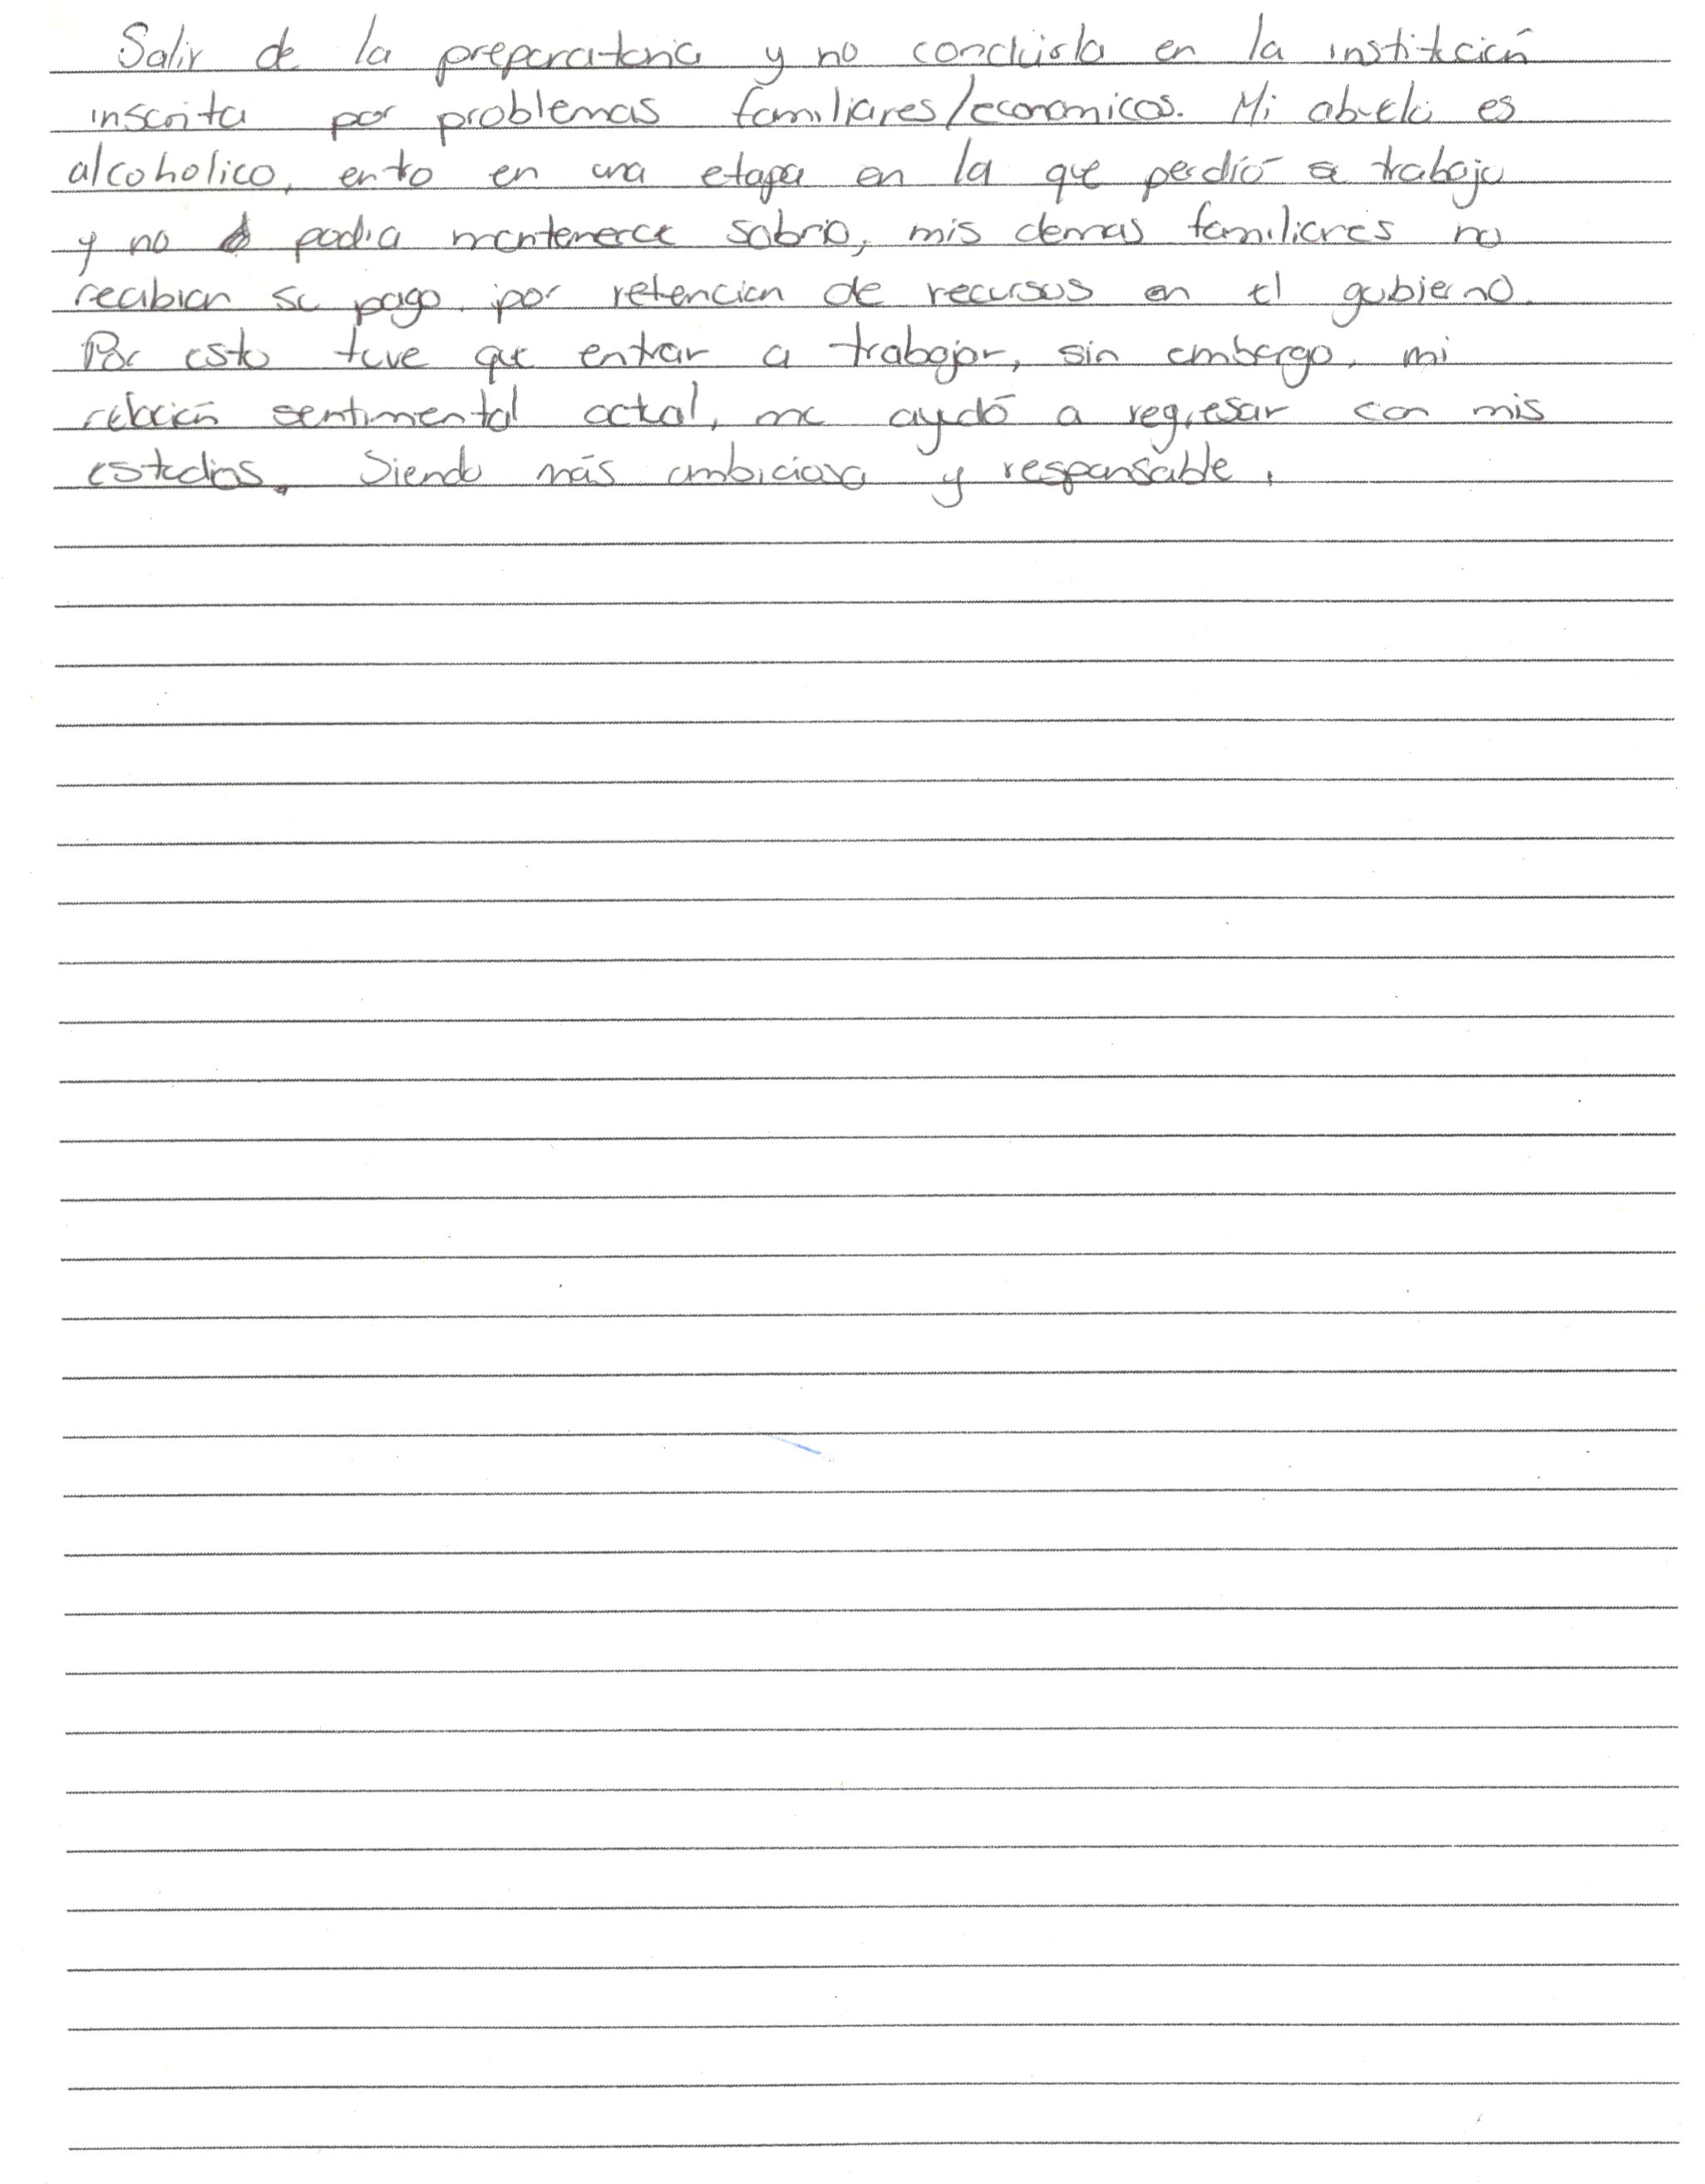 Salir de la preparatoria y no concluirla en la institución
inscrita por problemas familiares/economicos. Mi abuelo es
alcoholico, entro en una etapa en la que perdió su trabajo
y no podia mantenerce sobrio, mis demas familiares no
recibian su pago por retencion de recursos en el gobierno.
Por esto tuve que entrar a trabajar, sin embargo, mi
relación sentimental actual, me ayudó a regresar con mis
estudios. Siendo más ambiciosa y responsable.